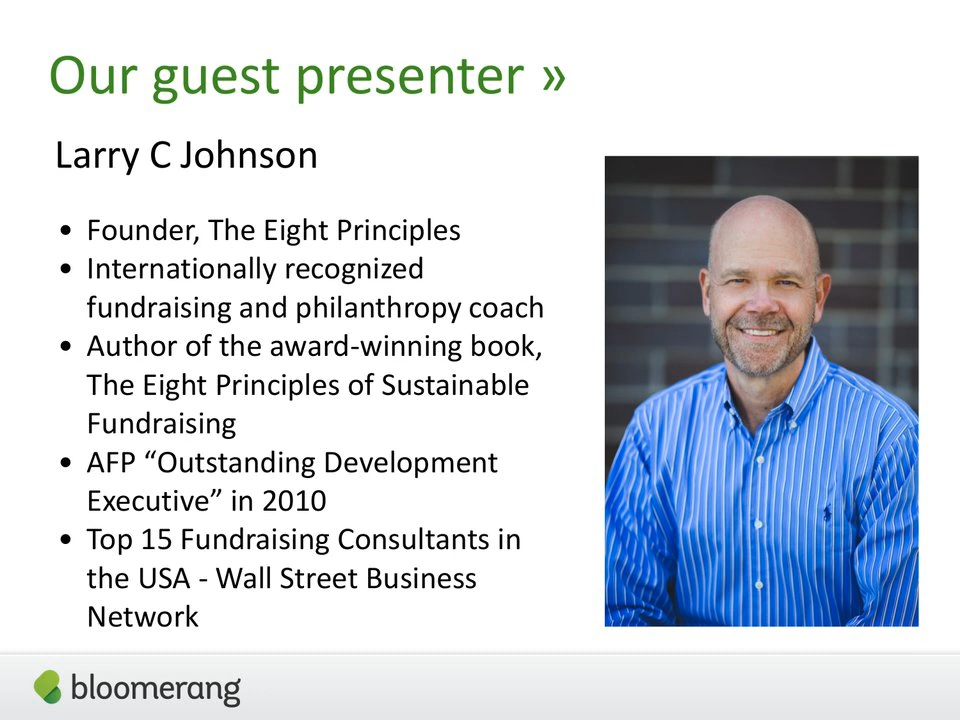 Our guest presenter »
Larry C Johnson
• Founder, The Eight Principles
• Internationally recognized
fundraising and philanthropy coach
• Author of the award-winning book,
The Eight Principles of Sustainable
Fundraising
• AFP “Outstanding Development
Executive” in 2010
• Top 15 Fundraising Consultants in
the USA - Wall Street Business
Network
bloomerang